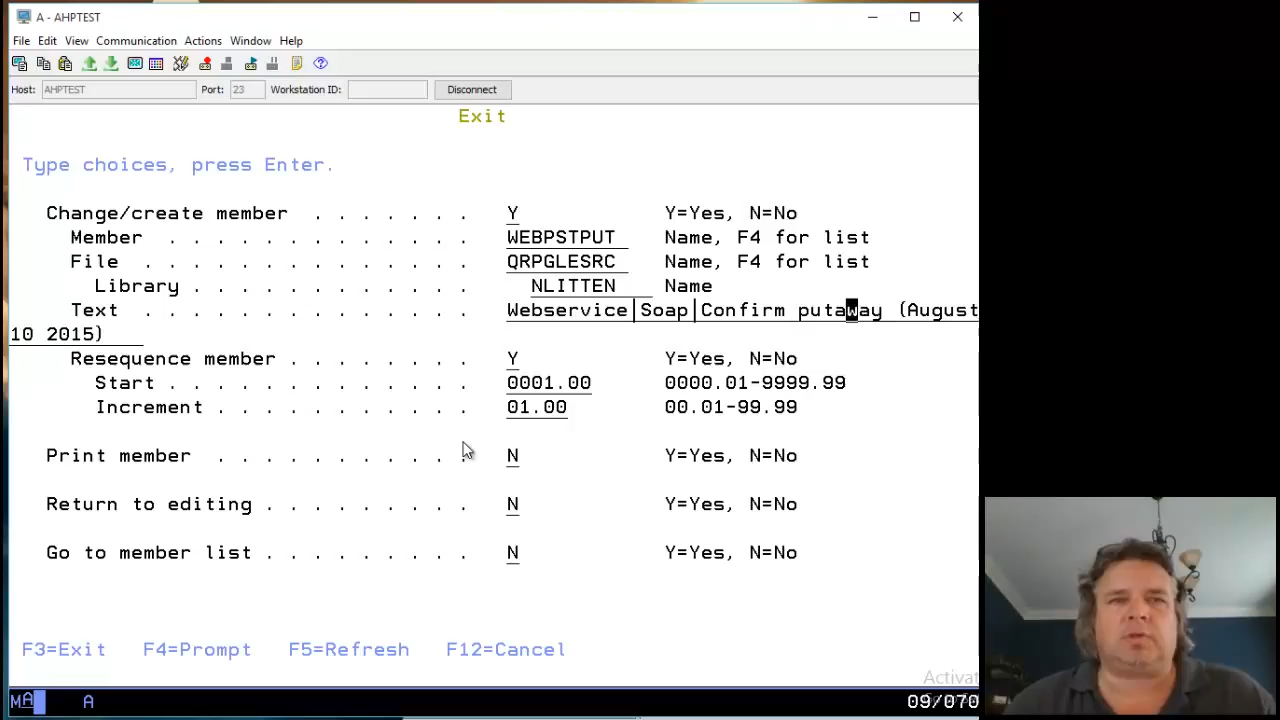 A - AHPTEST
File Edit View Communication Actions Window Help
Host: AHPTEST Port: 23 Workstation ID: Disconnect
Exit
Type choices, press Enter.
Change/create member . . . . . . . Y Y=Yes, N=No
Member . . . . . . . . . . . . . WEBPSTPUT Name, F4 for list
File . . . . . . . . . . . . . . QRPGLESRC Name, F4 for list
Library . . . . . . . . . . . . NLITTEN Name
Text . . . . . . . . . . . . . . Webservice|Soap|Confirm putaway (August
10 2015)
Resequence member . . . . . . . . Y Y=Yes, N=No
Start . . . . . . . . . . . . . 0001.00 0000.01-9999.99
Increment . . . . . . . . . . . 01.00 00.01-99.99
Print member . . . . . . . . . . . N Y=Yes, N=No
Return to editing . . . . . . . . . N Y=Yes, N=No
Go to member list . . . . . . . . . N Y=Yes, N=No
F3=Exit F4=Prompt F5=Refresh F12=Cancel
Activat
MA A 09/070